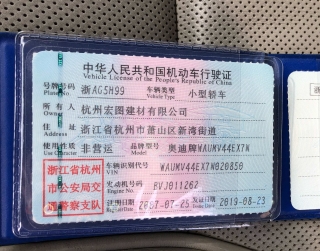 中华人民共和国机动车行驶证
Vehicle License of the People's Republic of China
号牌号码 浙AG5H99 车辆类型 小型轿车
Plate No. Vehicle Type
所有人 杭州宏图建材有限公司
Owner
住址 浙江省杭州市萧山区新湾街道
Address
使用性质 非营运 品牌型号 奥迪牌WAUMV44EX7N
Use Character Model
浙江省杭州市公安局交通警察支队
车辆识别代号 WAUMV44EX7N020850
VIN
发动机号码 BVJ011262
Engine No.
注册日期 2007-07-25 发证日期 2019-08-23
Register Date Issue Date